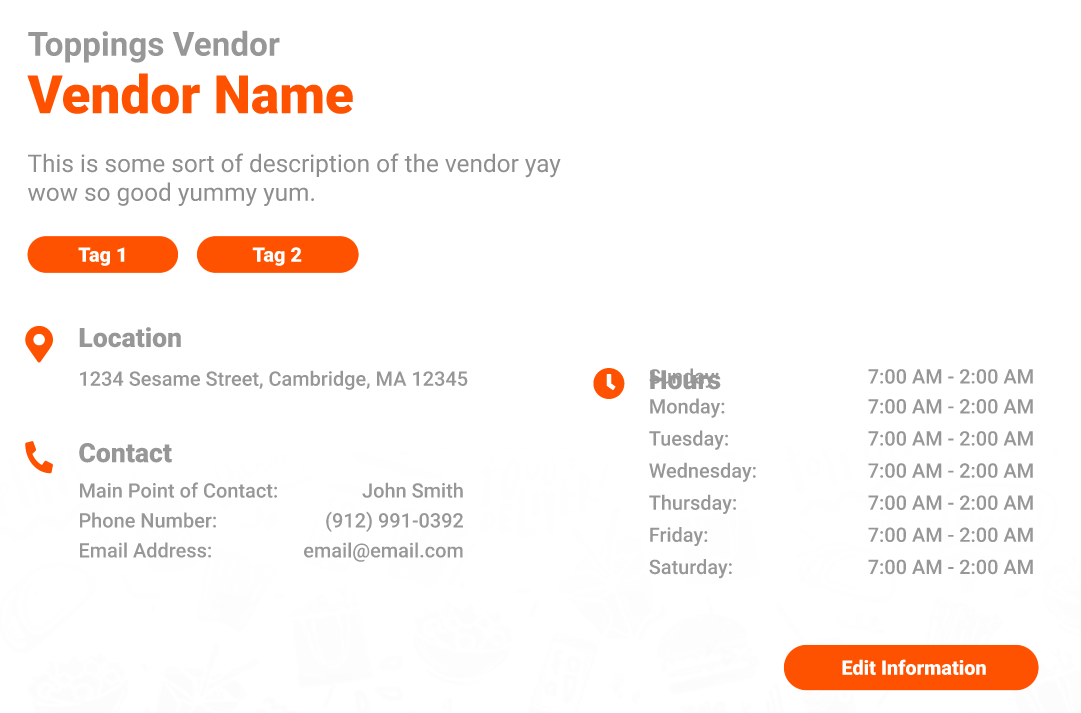 Toppings Vendor
Vendor Name
This is some sort of description of the vendor yay
wow so good yummy yum.
Tag 1 Tag 2
Location
1234 Sesame Street, Cambridge, MA 12345
Contact
Main Point of Contact: John Smith
Phone Number: (912) 991-0392
Email Address: email@email.com
Hours
Sunday: 7:00 AM - 2:00 AM
Monday: 7:00 AM - 2:00 AM
Tuesday: 7:00 AM - 2:00 AM
Wednesday: 7:00 AM - 2:00 AM
Thursday: 7:00 AM - 2:00 AM
Friday: 7:00 AM - 2:00 AM
Saturday: 7:00 AM - 2:00 AM
Edit Information